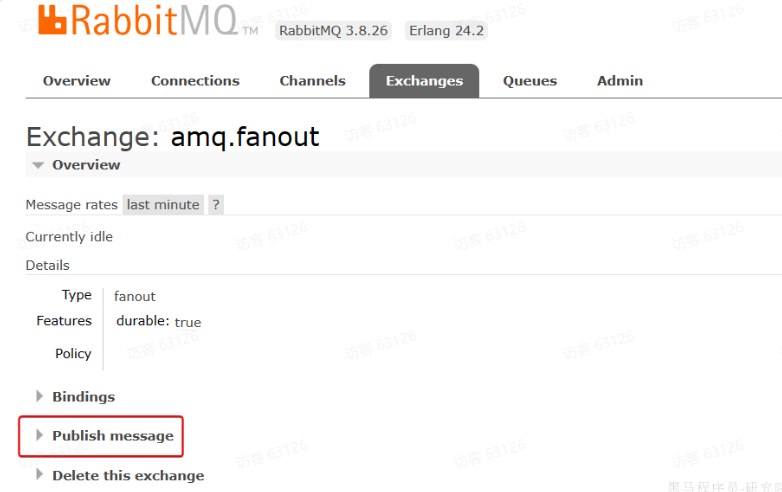 RabbitMQ TM RabbitMQ 3.8.26 Erlang 24.2
Overview Connections Channels Exchanges Queues Admin
Exchange: amq.fanout
Overview
Message rates last minute ?
Currently idle
Details
Type fanout
Features durable: true
Policy
Bindings
Publish message
Delete this exchange
访客 63126
黑马程序员-研究